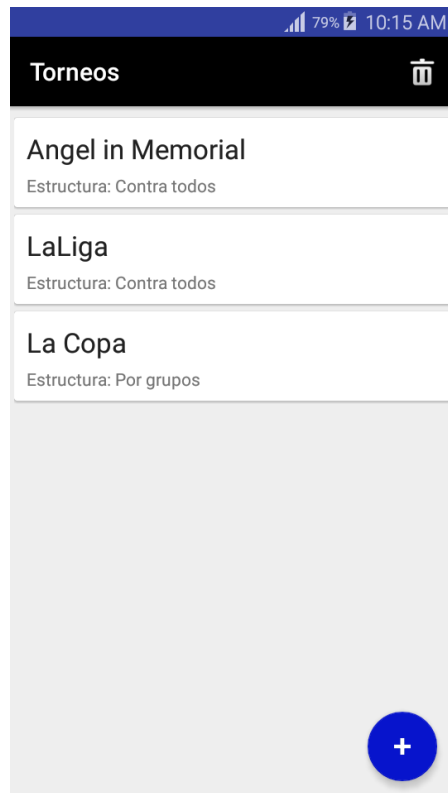 79% 10:15 AM
Torneos
Angel in Memorial
Estructura: Contra todos
LaLiga
Estructura: Contra todos
La Copa
Estructura: Por grupos
+